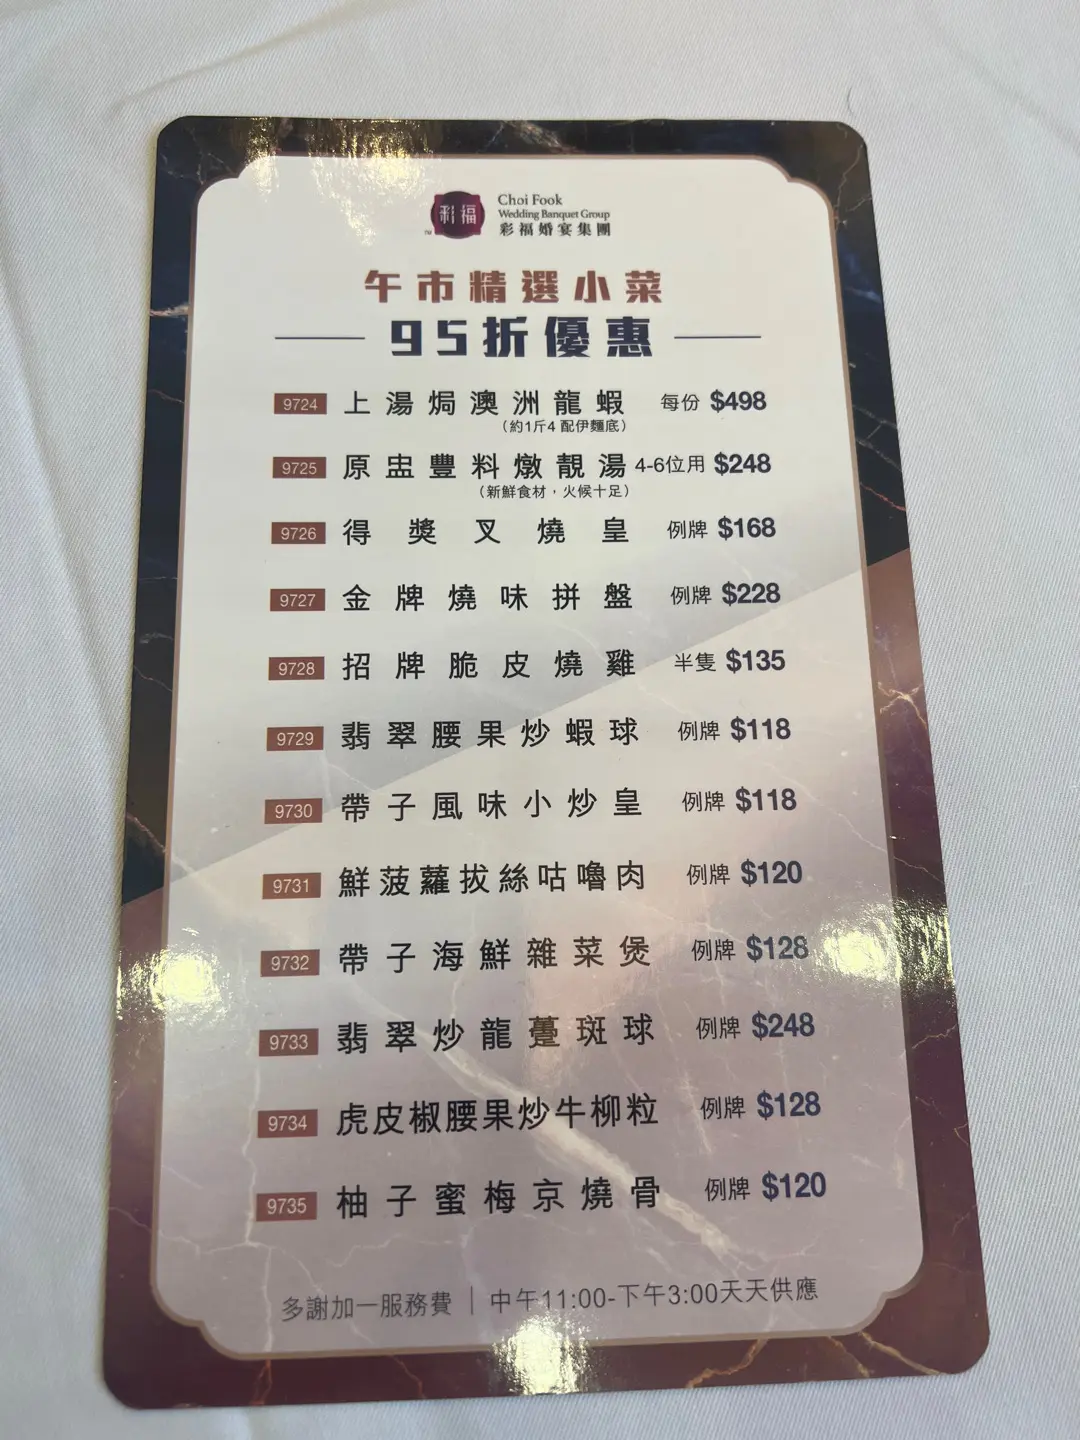 彩福
Choi Fook
Wedding Banquet Group
彩福婚宴集團
TM
午市精選小菜
95折優惠
9724 上湯焗澳洲龍蝦 每份 $498
（約1斤4 配伊麵底）
9725 原盅豐料燉靚湯 4-6位用 $248
（新鮮食材，火候十足）
9726 得獎叉燒皇 例牌 $168
9727 金牌燒味拼盤 例牌 $228
9728 招牌脆皮燒雞 半隻 $135
9729 翡翠腰果炒蝦球 例牌 $118
9730 帶子風味小炒皇 例牌 $118
9731 鮮菠蘿拔絲咕嚕肉 例牌 $120
9732 帶子海鮮雜菜煲 例牌 $128
9733 翡翠炒龍躉斑球 例牌 $248
9734 虎皮椒腰果炒牛柳粒 例牌 $128
9735 柚子蜜梅京燒骨 例牌 $120
多謝加一服務費｜中午11:00-下午3:00天天供應